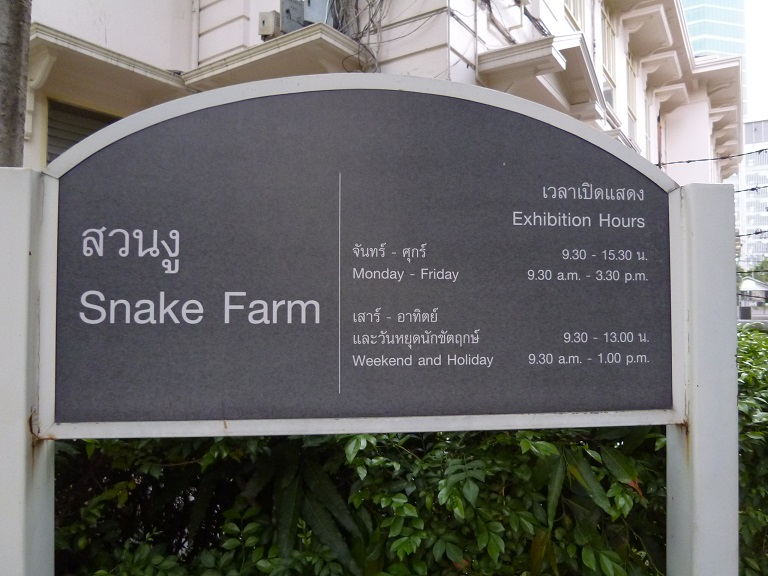 สวนงู
Snake Farm
เวลาเปิดแสดง
Exhibition Hours
จันทร์ - ศุกร์ 9.30 - 15.30 น.
Monday - Friday 9.30 a.m. - 3.30 p.m.
เสาร์ - อาทิตย์
และวันหยุดนักขัตฤกษ์ 9.30 - 13.00 น.
Weekend and Holiday 9.30 a.m. - 1.00 p.m.